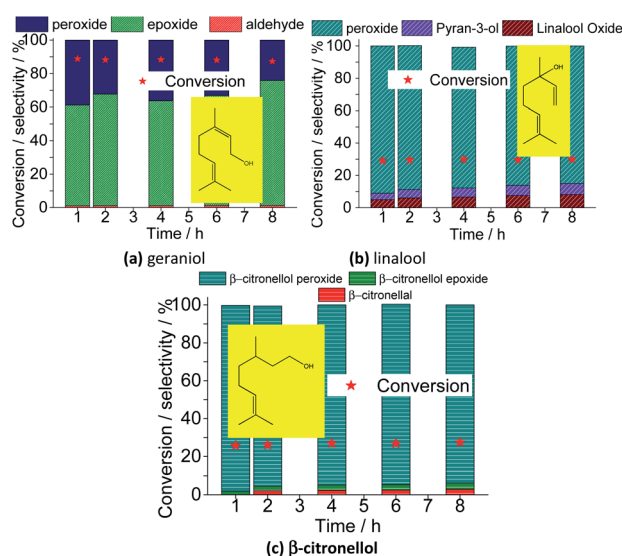 peroxide epoxide aldehyde
Conversion / selectivity / %
100
80
60
40
20
0
Conversion
OH
1 2 3 4 5 6 7 8
Time / h
(a) geraniol
peroxide Pyran-3-ol Linalool Oxide
Conversion / selectivity / %
100
80
60
40
20
0
Conversion
OH
1 2 3 4 5 6 7 8
Time / h
(b) linalool
β−citronellol peroxide β−citronellol epoxide
β−citronellal
Conversion / selectivity / %
100
80
60
40
20
0
Conversion
OH
1 2 3 4 5 6 7 8
Time / h
(c) β-citronellol